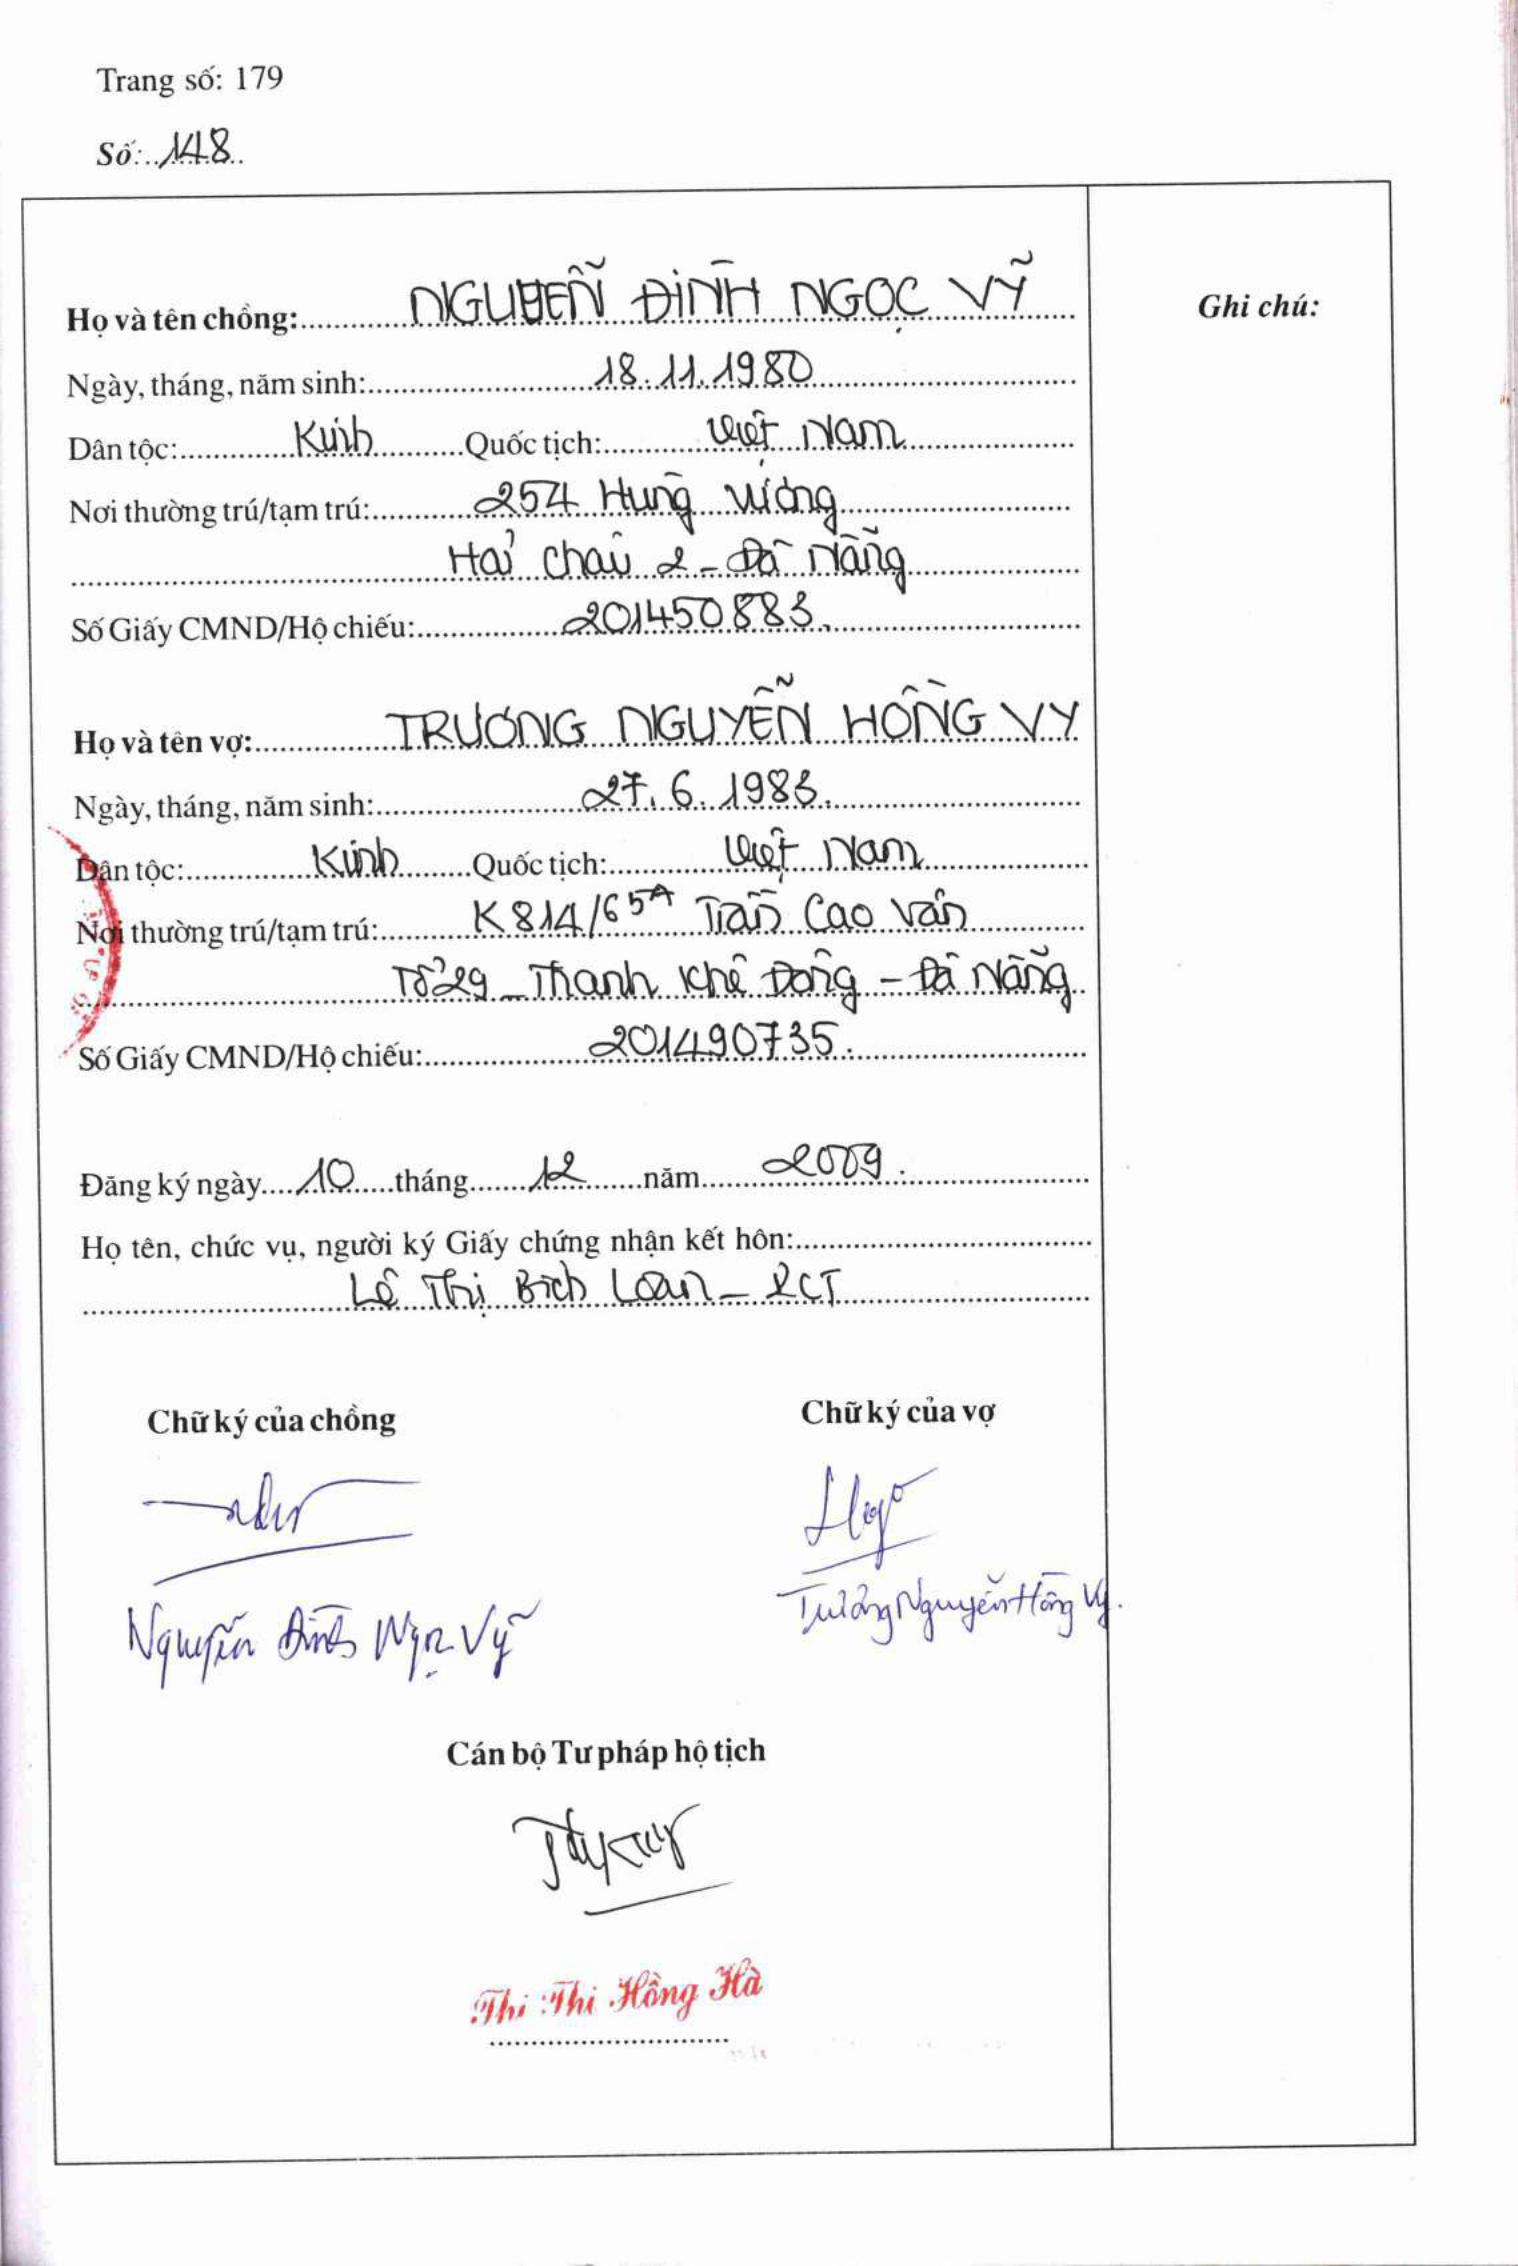 Trang số: 179
Số: 148
Họ và tên chồng: NGUYỄN ĐÌNH NGỌC VỸ
Ghi chú:
Ngày, tháng, năm sinh: 18.11.1980
Dân tộc: Kinh Quốc tịch: Việt Nam
Nơi thường trú/tạm trú: 254 Hùng Vương
Hải Châu 2 - Đà Nẵng
Số Giấy CMND/Hộ chiếu: 201450883.
Họ và tên vợ: TRƯƠNG NGUYỄN HỒNG VY
Ngày, tháng, năm sinh: 27.6.1983.
Dân tộc: Kinh Quốc tịch: Việt Nam
Nơi thường trú/tạm trú: K814/65A Trần Cao Vân
Tổ 29 - Thanh Khê Đông - Đà Nẵng
Số Giấy CMND/Hộ chiếu: 201490735.
Đăng ký ngày 10 tháng 12 năm 2009.
Họ tên, chức vụ, người ký Giấy chứng nhận kết hôn:
Lê Thị Bích Loan - PCT
Chữ ký của chồng
Chữ ký của vợ
Nguyễn Đình Ngọc Vỹ
Trương Nguyễn Hồng Vy.
Cán bộ Tư pháp hộ tịch
Thi Thi Hồng Hà